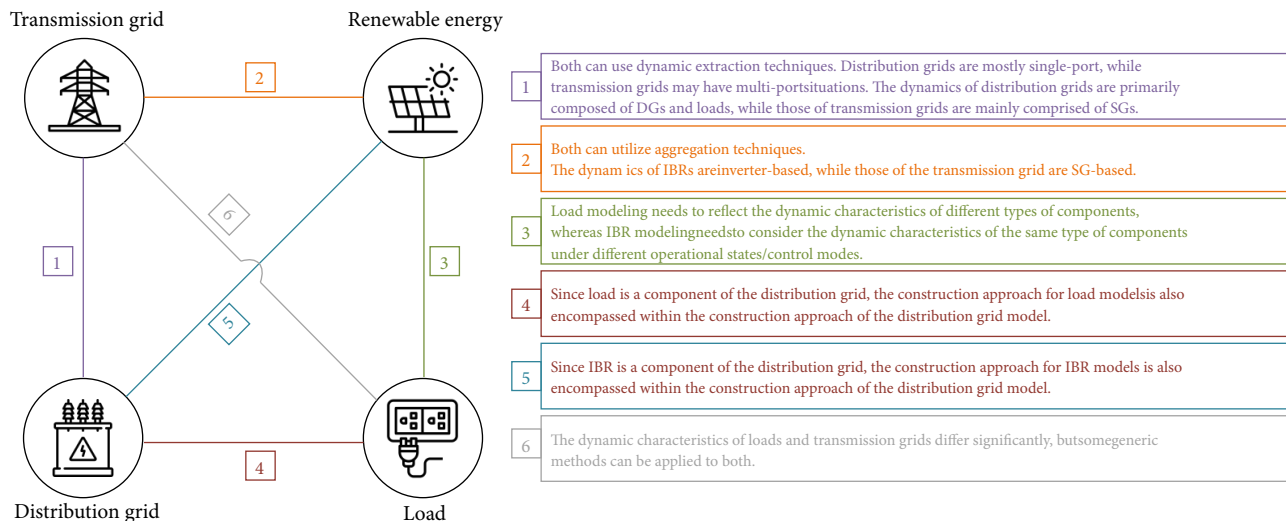 Transmission grid
Renewable energy
2
6
1
3
5
4
Distribution grid
Load
1
Both can use dynamic extraction techniques. Distribution grids are mostly single-port, while
transmission grids may have multi-portsituations. The dynamics of distribution grids are primarily
composed of DGs and loads, while those of transmission grids are mainly comprised of SGs.
2
Both can utilize aggregation techniques.
The dynam ics of IBRs areinverter-based, while those of the transmission grid are SG-based.
3
Load modeling needs to reflect the dynamic characteristics of different types of components,
whereas IBR modelingneedsto consider the dynamic characteristics of the same type of components
under different operational states/control modes.
4
Since load is a component of the distribution grid, the construction approach for load modelsis also
encompassed within the construction approach of the distribution grid model.
5
Since IBR is a component of the distribution grid, the construction approach for IBR models is also
encompassed within the construction approach of the distribution grid model.
6
The dynamic characteristics of loads and transmission grids differ significantly, butsomegeneric
methods can be applied to both.